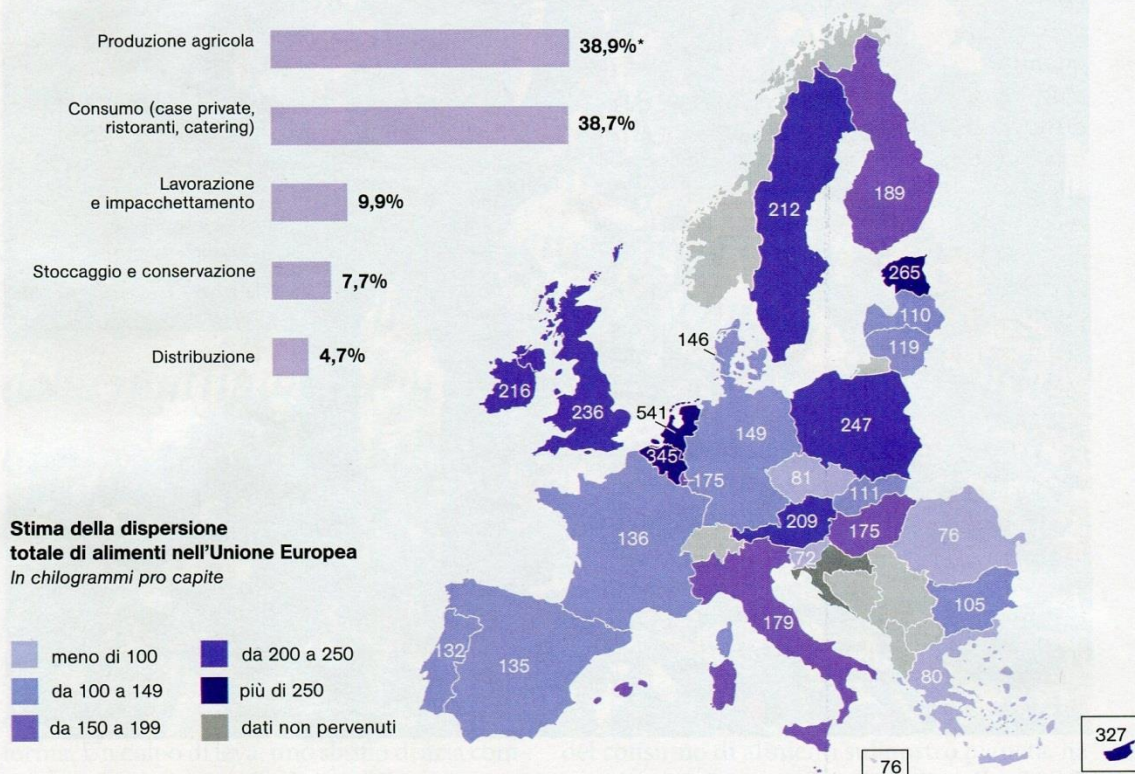 Produzione agricola
38,9%*
Consumo (case private,
ristoranti, catering)
38,7%
Lavorazione
e impacchettamento
9,9%
Stoccaggio e conservazione
7,7%
Distribuzione
4,7%
Stima della dispersione
totale di alimenti nell'Unione Europea
In chilogrammi pro capite
meno di 100
da 100 a 149
da 150 a 199
da 200 a 250
più di 250
dati non pervenuti
189
212
265
110
119
146
216
236
541
149
247
345
175
81
111
136
209
175
76
72
105
179
132
135
80
327
76